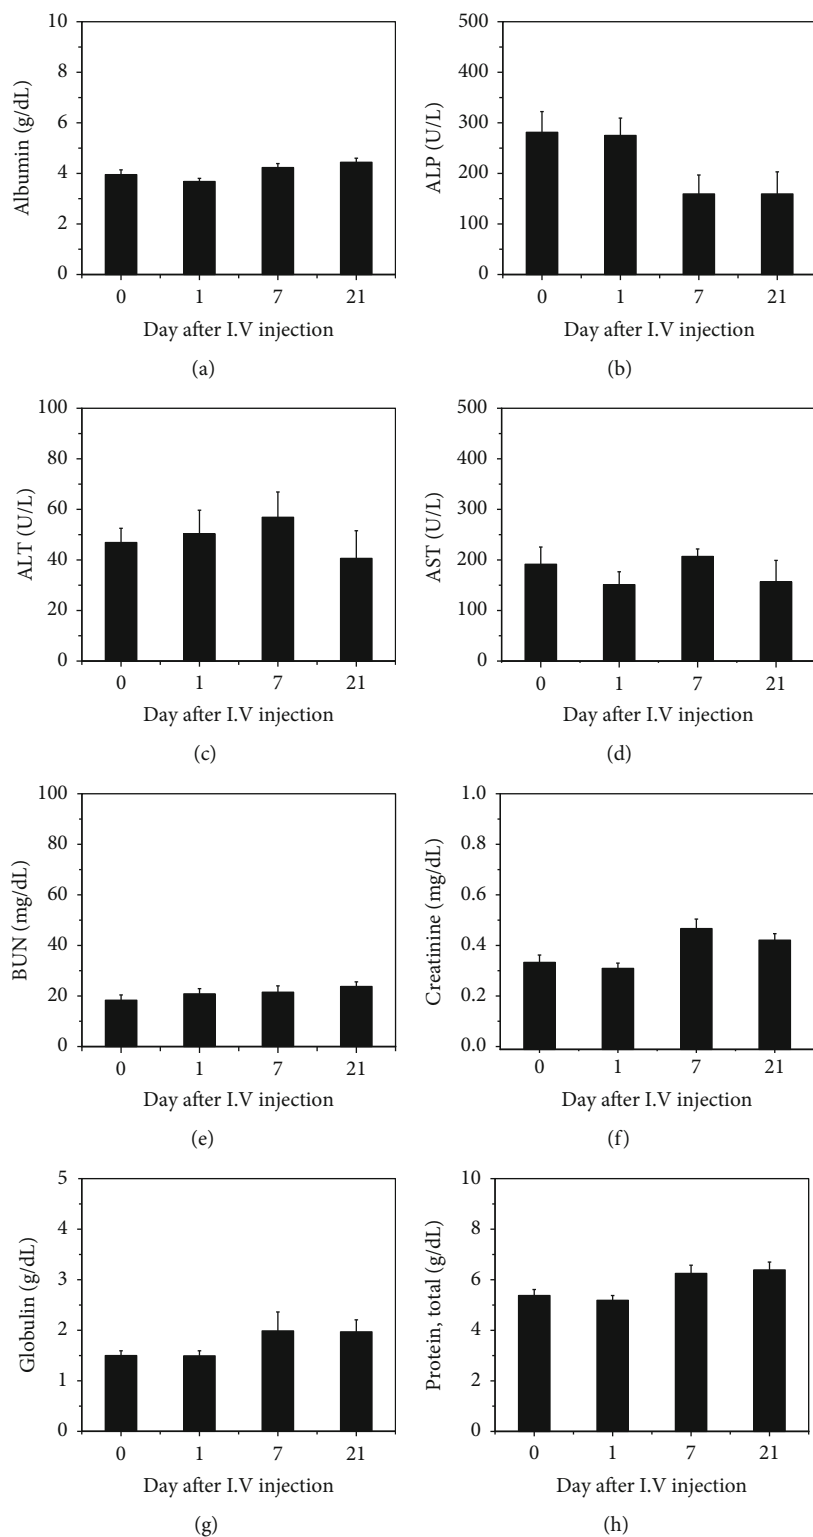 10
8
6
4
2
0
Albumin (g/dL)
0 1 7 21
Day after I.V injection
(a)
500
400
300
200
100
0
ALP (U/L)
0 1 7 21
Day after I.V injection
(b)
100
80
60
40
20
0
ALT (U/L)
0 1 7 21
Day after I.V injection
(c)
500
400
300
200
100
0
AST (U/L)
0 1 7 21
Day after I.V injection
(d)
100
80
60
40
20
0
BUN (mg/dL)
0 1 7 21
Day after I.V injection
(e)
1.0
0.8
0.6
0.4
0.2
0.0
Creatinine (mg/dL)
0 1 7 21
Day after I.V injection
(f)
5
4
3
2
1
0
Globulin (g/dL)
0 1 7 21
Day after I.V injection
(g)
10
8
6
4
2
0
Protein, total (g/dL)
0 1 7 21
Day after I.V injection
(h)